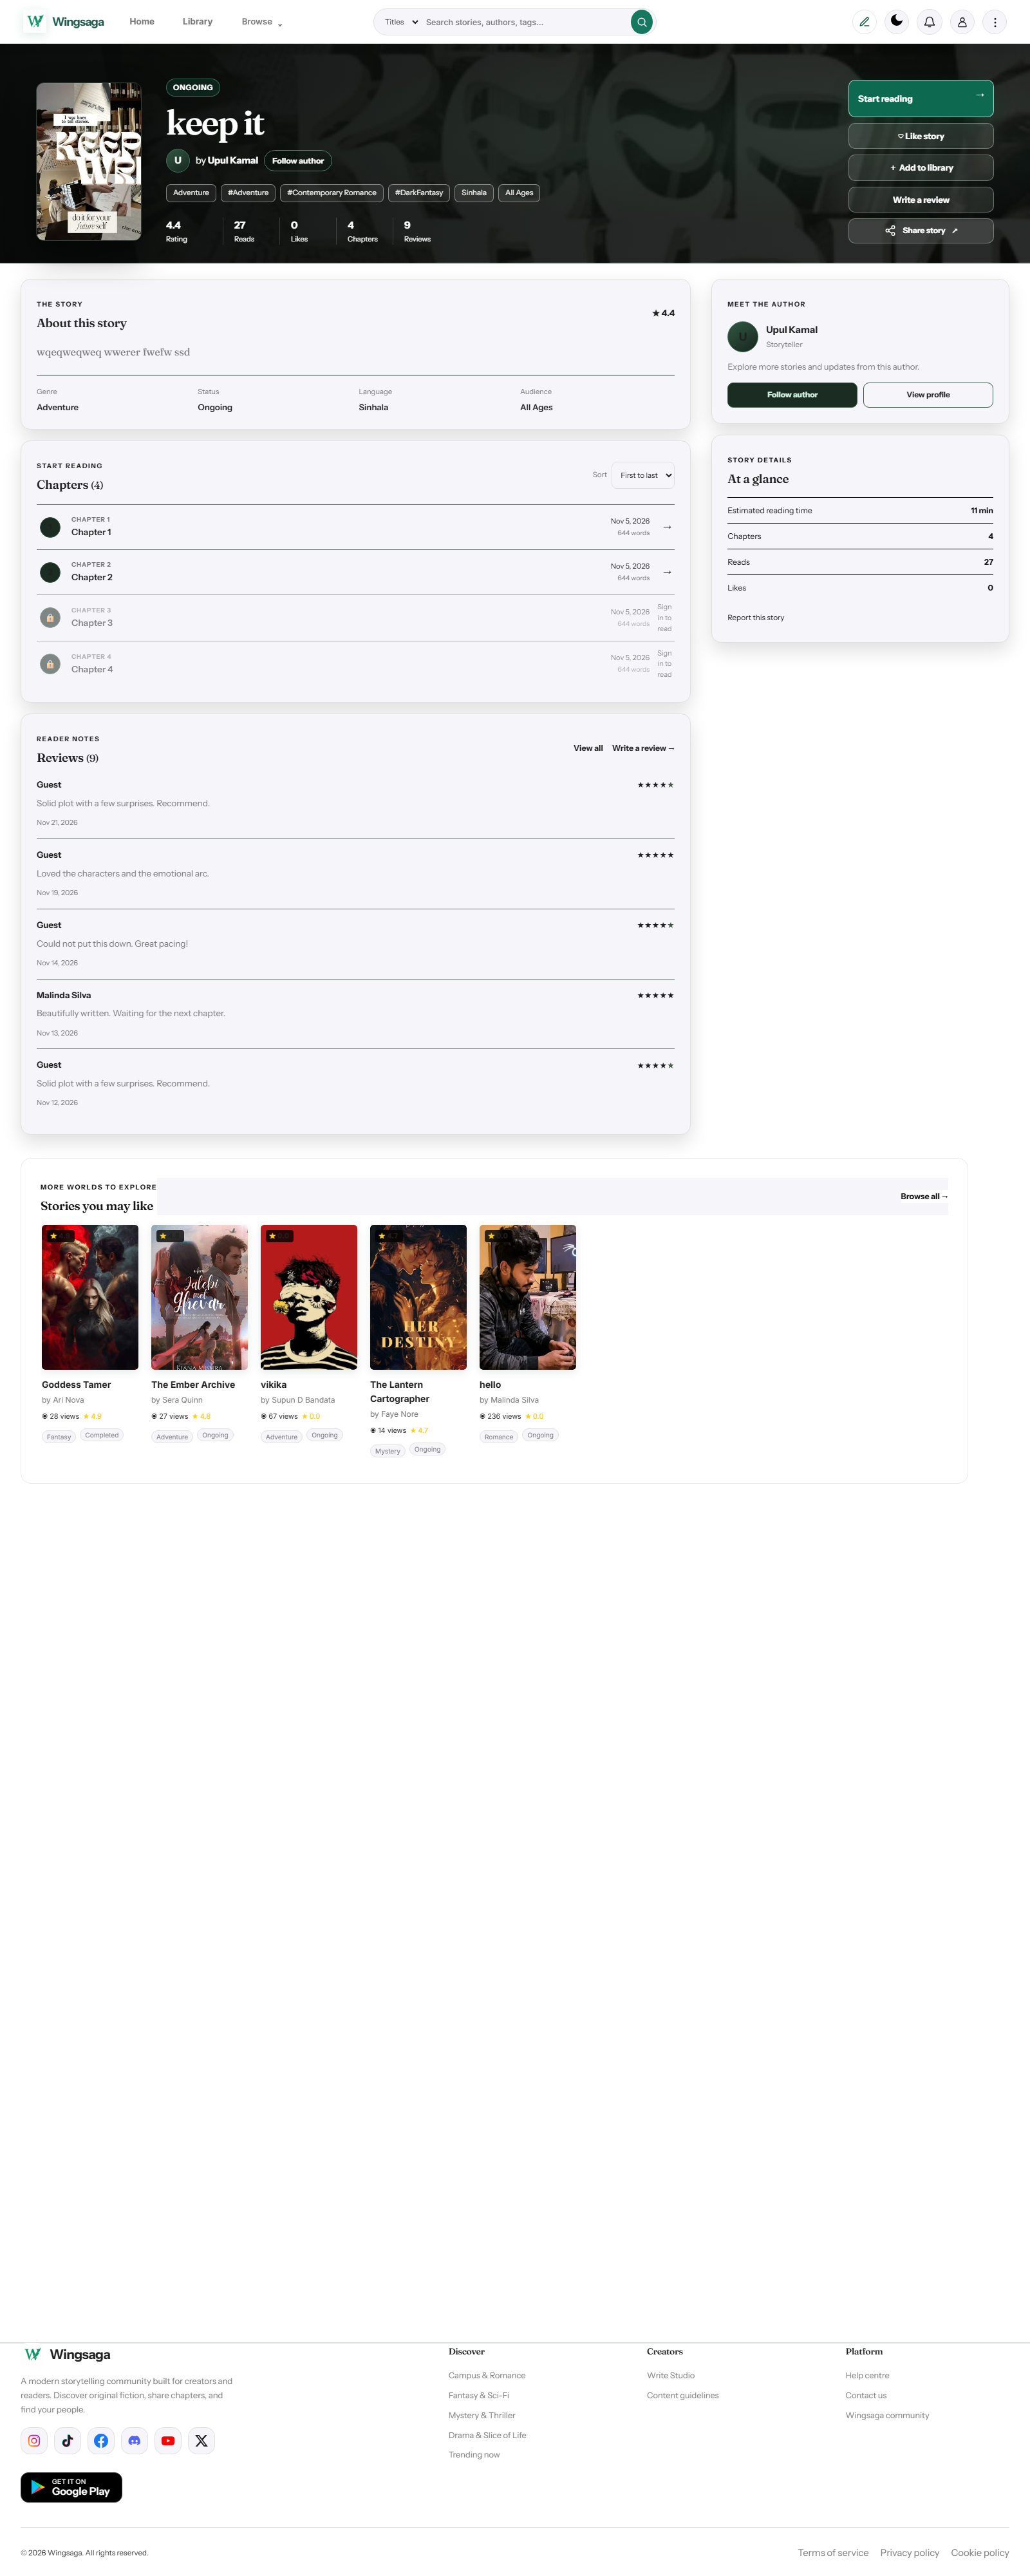 Wingsaga
Home
Library
Browse
Titles
Search stories, authors, tags...
ONGOING
keep it
U
by Upul Kamal
Follow author
Adventure
#Adventure
#Contemporary Romance
#DarkFantasy
Sinhala
All Ages
4.4
27
0
4
9
Rating
Reads
Likes
Chapters
Reviews
Start reading →
♡ Like story
+ Add to library
Write a review
Share story ↗
do it for your
future self
THE STORY
About this story
★ 4.4
wqeqweqweq wwerer fwefw ssd
Genre
Status
Language
Audience
Adventure
Ongoing
Sinhala
All Ages
START READING
Chapters (4)
Sort
First to last
CHAPTER 1
Chapter 1
Nov 5, 2026
644 words
→
CHAPTER 2
Chapter 2
Nov 5, 2026
644 words
→
CHAPTER 3
Chapter 3
Nov 5, 2026
644 words
Sign
in to
read
CHAPTER 4
Chapter 4
Nov 5, 2026
644 words
Sign
in to
read
READER NOTES
Reviews (9)
View all
Write a review →
Guest
★★★★★
Solid plot with a few surprises. Recommend.
Nov 21, 2026
Guest
★★★★★
Loved the characters and the emotional arc.
Nov 19, 2026
Guest
★★★★★
Could not put this down. Great pacing!
Nov 14, 2026
Malinda Silva
★★★★★
Beautifully written. Waiting for the next chapter.
Nov 13, 2026
Guest
★★★★★
Solid plot with a few surprises. Recommend.
Nov 12, 2026
MEET THE AUTHOR
U
Upul Kamal
Storyteller
Explore more stories and updates from this author.
Follow author
View profile
STORY DETAILS
At a glance
Estimated reading time
11 min
Chapters
4
Reads
27
Likes
0
Report this story
MORE WORLDS TO EXPLORE
Stories you may like
Browse all →
Jalebi
Ghevar
HER
DESTINY
Goddess Tamer
by Ari Nova
28 views ★ 4.9
Fantasy
Completed
The Ember Archive
by Sera Quinn
27 views ★ 4.8
Adventure
Ongoing
vikika
by Supun D Bandata
67 views ★ 0.0
Adventure
Ongoing
The Lantern
Cartographer
by Faye Nore
14 views ★ 4.7
Mystery
Ongoing
hello
by Malinda Silva
236 views ★ 0.0
Romance
Ongoing
Wingsaga
A modern storytelling community built for creators and
readers. Discover original fiction, share chapters, and
find your people.
GET IT ON
Google Play
Discover
Campus & Romance
Fantasy & Sci-Fi
Mystery & Thriller
Drama & Slice of Life
Trending now
Creators
Write Studio
Content guidelines
Platform
Help centre
Contact us
Wingsaga community
© 2026 Wingsaga. All rights reserved.
Terms of service
Privacy policy
Cookie policy